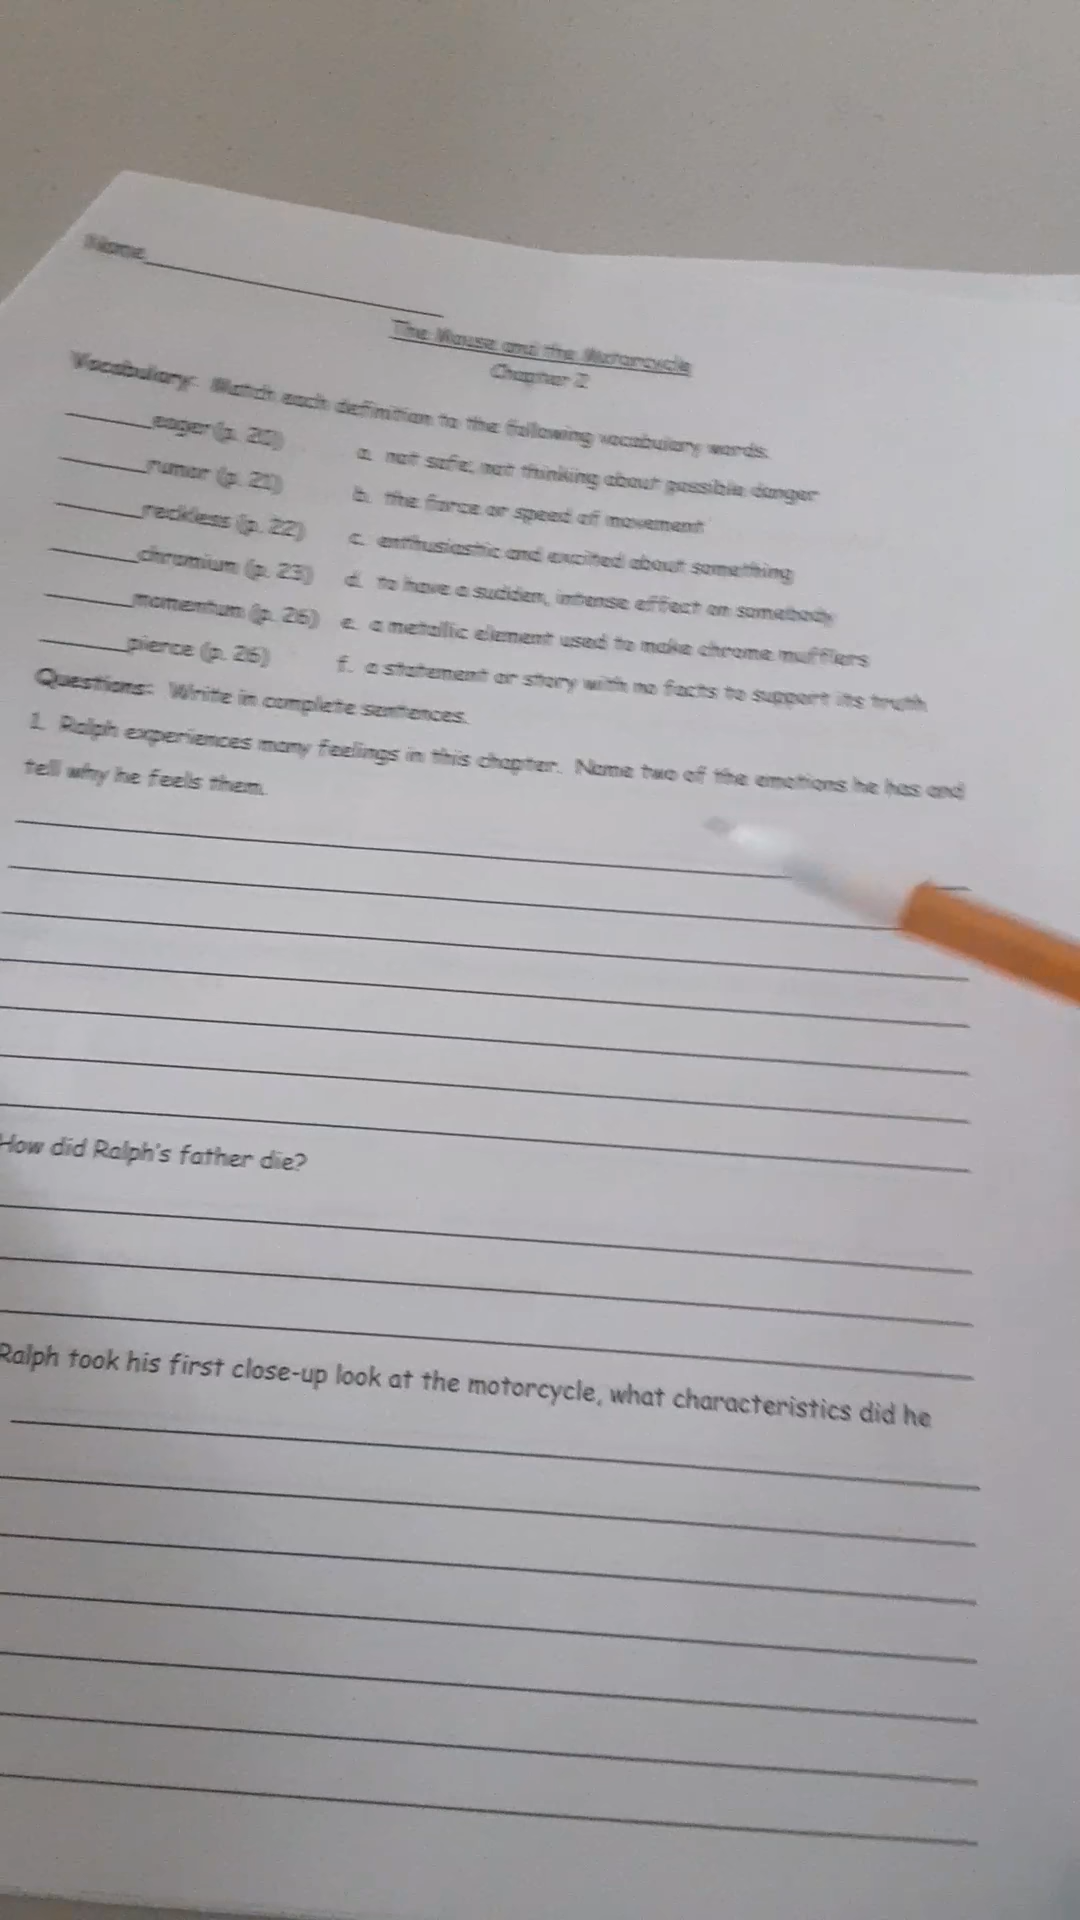 Name
The Mouse and the Motorcycle
Chapter 2
Vocabulary: Match each definition to the following vocabulary words.
eager (p. 20) a. not safe; not thinking about possible danger
rumor (p. 21) b. the force or speed of movement
reckless (p. 22) c. enthusiastic and excited about something
chromium (p. 23) d. to have a sudden, intense effect on somebody
momentum (p. 26) e. a metallic element used to make chrome mufflers
pierce (p. 26) f. a statement or story with no facts to support its truth
Questions: Write in complete sentences.
1. Ralph experiences many feelings in this chapter. Name two of the emotions he has and
tell why he feels them.
How did Ralph's father die?
Ralph took his first close-up look at the motorcycle, what characteristics did he